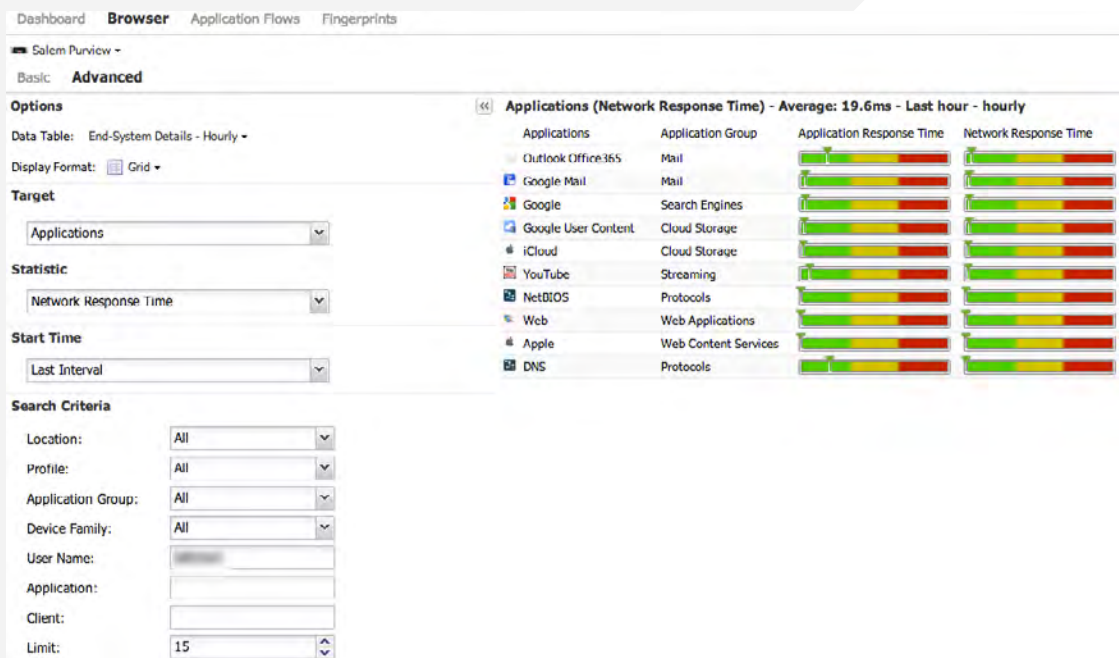 Dashboard Browser Application Flows Fingerprints
Salem Purview
Basic Advanced
Options
Data Table: End-System Details - Hourly
Display Format: Grid
Target
Applications
Statistic
Network Response Time
Start Time
Last Interval
Search Criteria
Location: All
Profile: All
Application Group: All
Device Family: All
User Name:
Application:
Client:
Limit: 15
Applications (Network Response Time) - Average: 19.6ms - Last hour - hourly
Applications Application Group Application Response Time Network Response Time
Outlook Office365 Mail
Google Mail Mail
Google Search Engines
Google User Content Cloud Storage
iCloud Cloud Storage
YouTube Streaming
NetBIOS Protocols
Web Web Applications
Apple Web Content Services
DNS Protocols